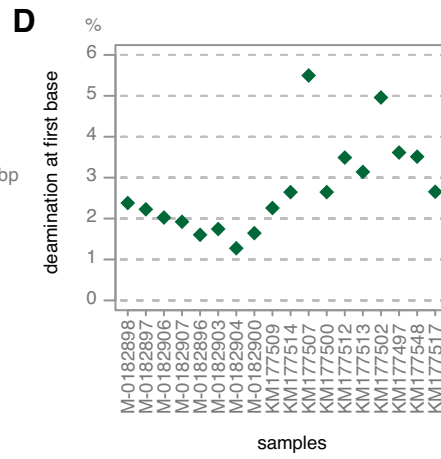 D
%
6
5
4
3
2
1
0
deamination at first base
bp
M-0182898
M-0182897
M-0182906
M-0182907
M-0182896
M-0182903
M-0182904
M-0182900
KM177509
KM177514
KM177507
KM177500
KM177512
KM177513
KM177502
KM177497
KM177548
KM177517
samples